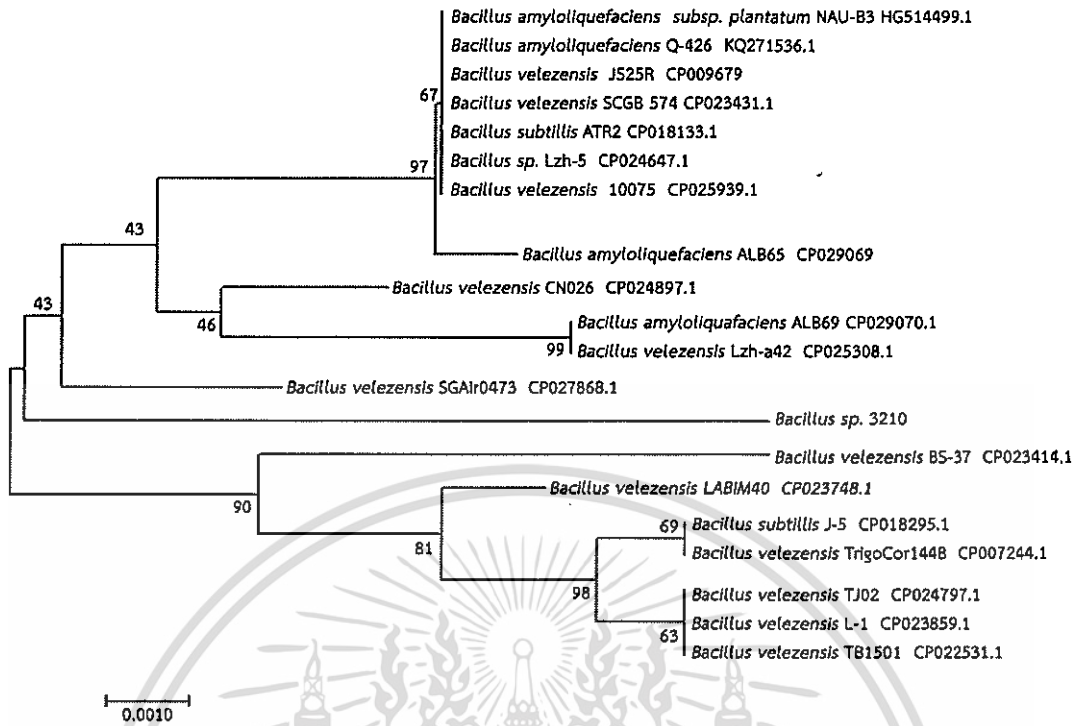 Bacillus amyloliquefaciens subsp. plantatum NAU-B3 HG514499.1
Bacillus amyloliquefaciens Q-426 KQ271536.1
Bacillus velezensis JS25R CP009679
67
Bacillus velezensis SCGB 574 CP023431.1
Bacillus subtillis ATR2 CP018133.1
Bacillus sp. Lzh-5 CP024647.1
97
Bacillus velezensis 10075 CP025939.1
43
Bacillus amyloliquefaciens ALB65 CP029069
Bacillus velezensis CN026 CP024897.1
43
46
Bacillus amyloliquafaciens ALB69 CP029070.1
99
Bacillus velezensis Lzh-a42 CP025308.1
Bacillus velezensis SGAir0473 CP027868.1
Bacillus sp. 3210
Bacillus velezensis BS-37 CP023414.1
90
Bacillus velezensis LABIM40 CP023748.1
69
Bacillus subtillis J-5 CP018295.1
81
Bacillus velezensis TrigoCor1448 CP007244.1
98
Bacillus velezensis TJ02 CP024797.1
Bacillus velezensis L-1 CP023859.1
63
Bacillus velezensis TB1501 CP022531.1
0.0010